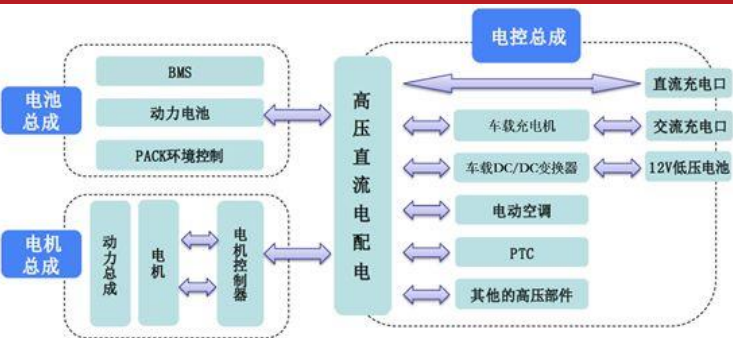 电控总成
电池
总成
BMS
动力电池
PACK环境控制
电机
总成
动力总成
电机
电机控制器
高压直流电配电
直流充电口
车载充电机
交流充电口
车载DC/DC变换器
12V低压电池
电动空调
PTC
其他的高压部件